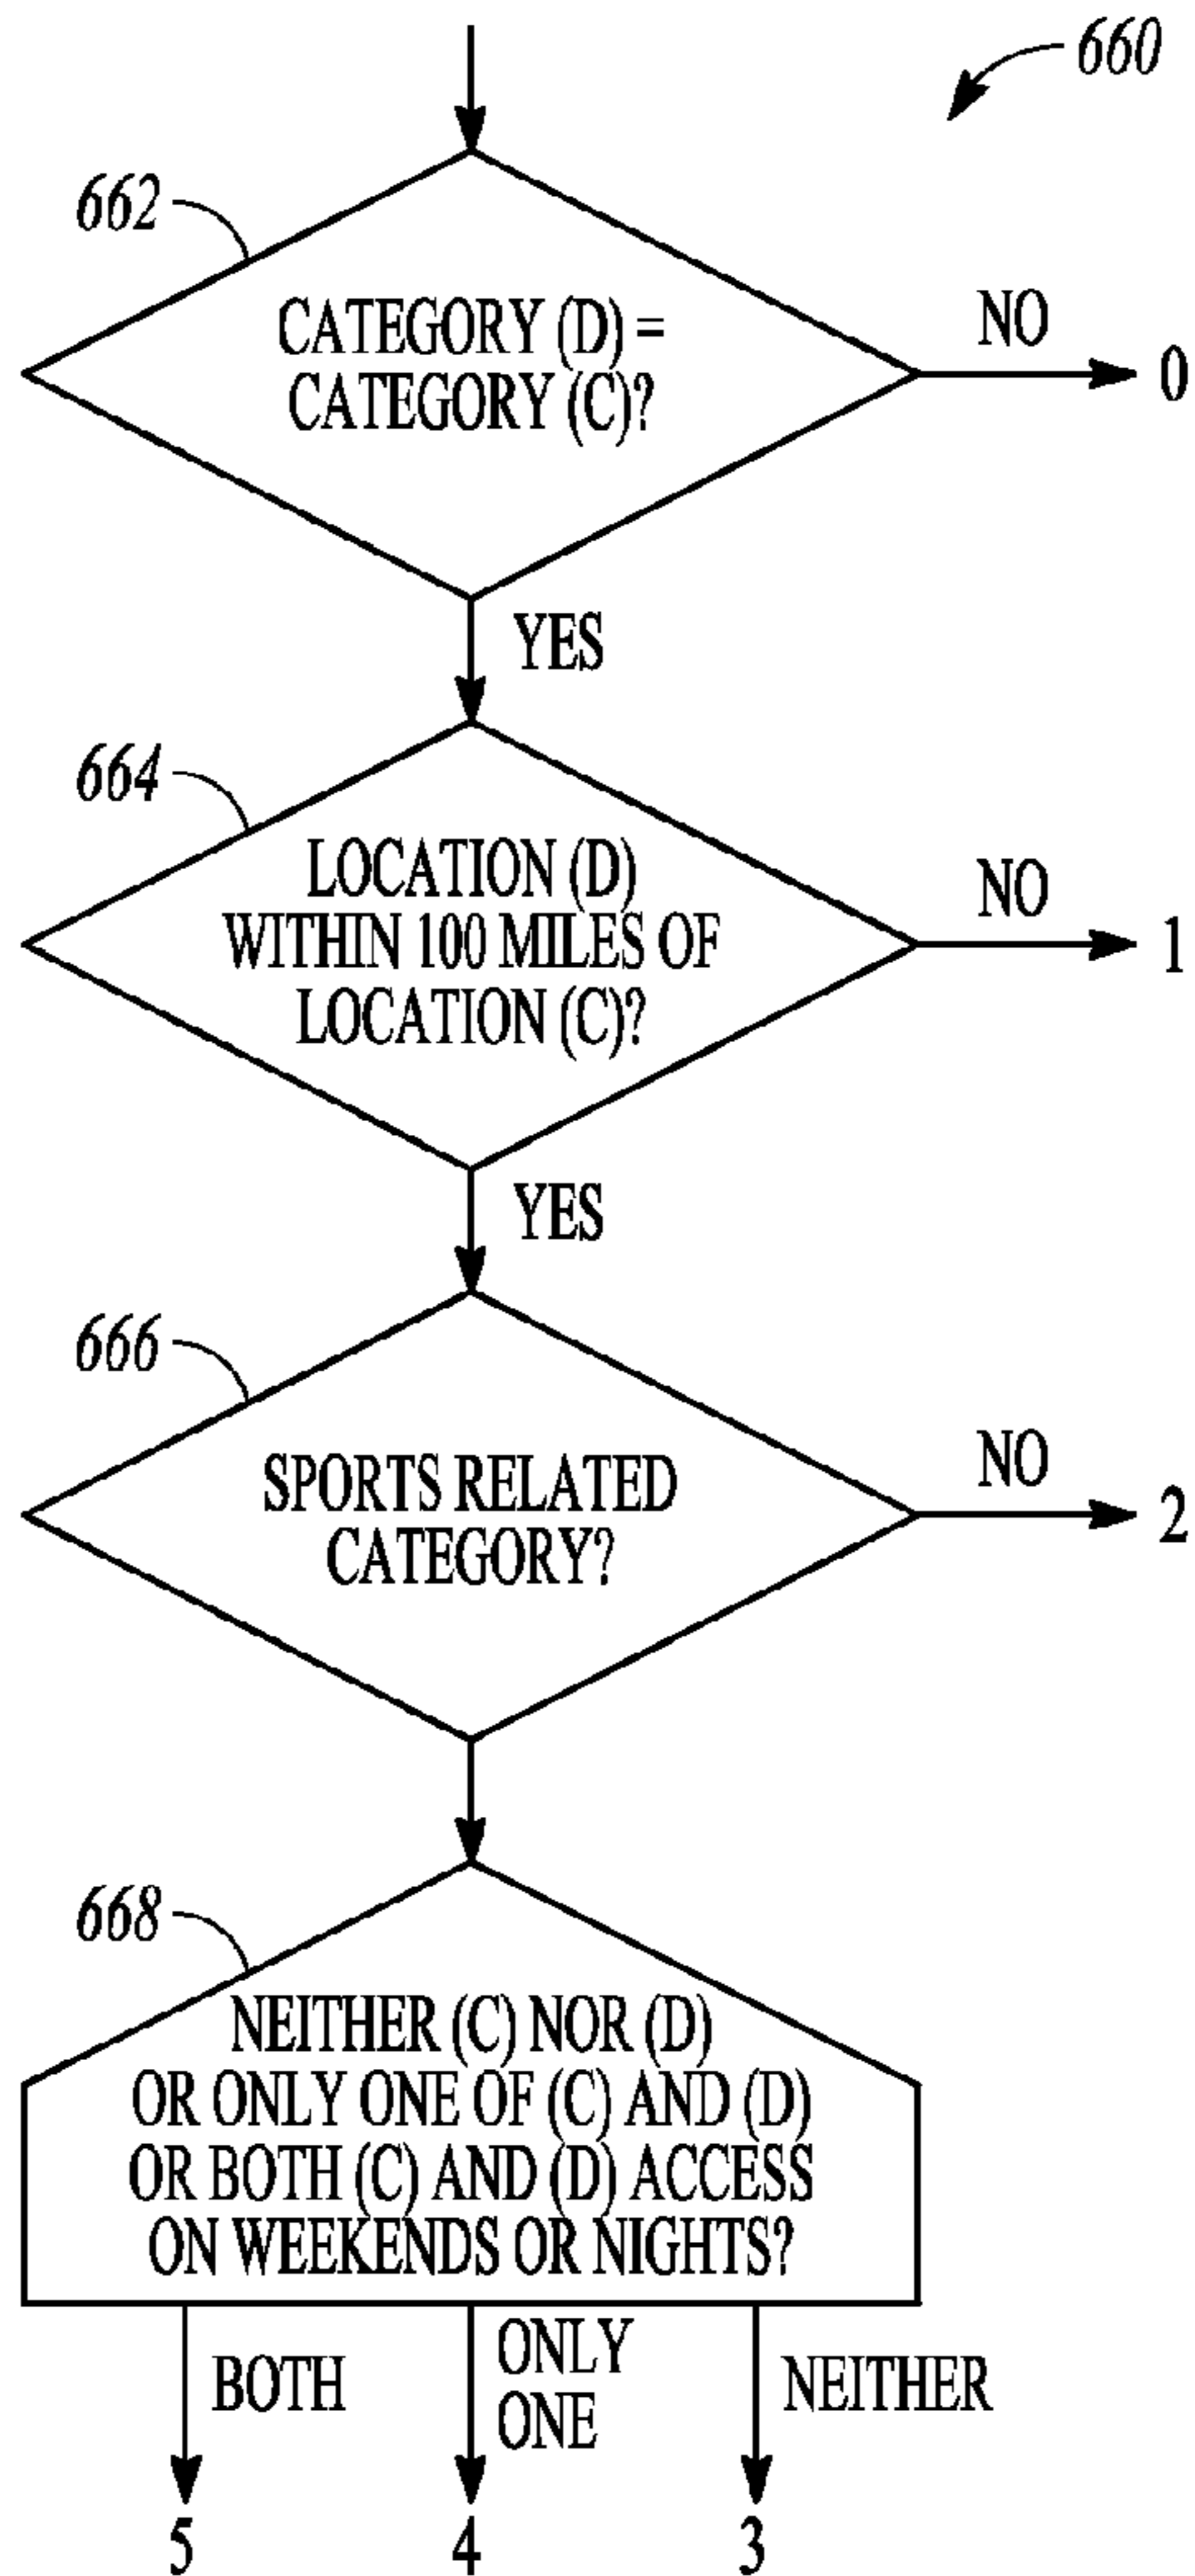 660
662
CATEGORY (D) =
CATEGORY (C)?
NO
0
YES
664
LOCATION (D)
WITHIN 100 MILES OF
LOCATION (C)?
NO
1
YES
666
SPORTS RELATED
CATEGORY?
NO
2
668
NEITHER (C) NOR (D)
OR ONLY ONE OF (C) AND (D)
OR BOTH (C) AND (D) ACCESS
ON WEEKENDS OR NIGHTS?
BOTH
ONLY
ONE
NEITHER
5
4
3